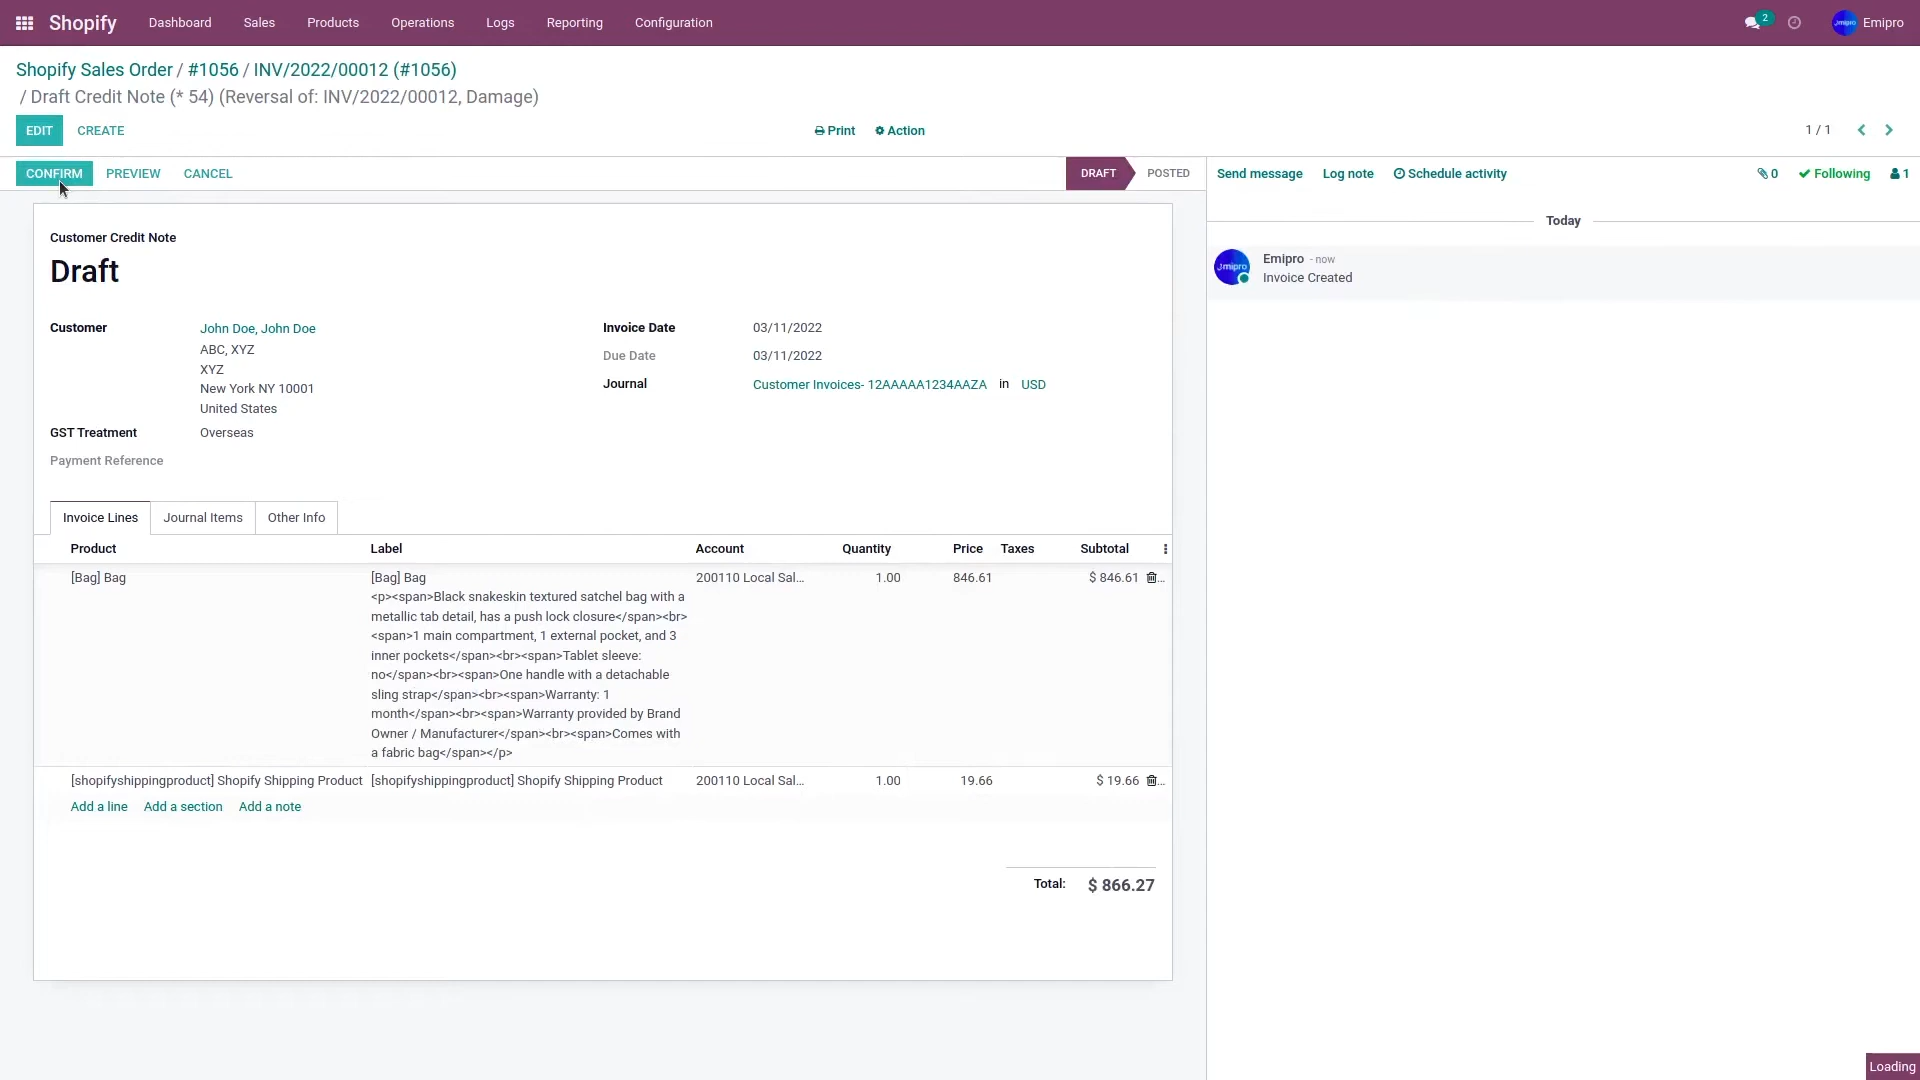 Shopify Dashboard Sales Products Operations Logs Reporting Configuration 2 Emipro
Shopify Sales Order / #1056 / INV/2022/00012 (#1056)
/ Draft Credit Note (* 54) (Reversal of: INV/2022/00012, Damage)
EDIT CREATE Print Action 1 / 1
CONFIRM PREVIEW CANCEL DRAFT POSTED Send message Log note Schedule activity 0 Following 1
Today
Emipro - now
Invoice Created
Customer Credit Note
Draft
Customer John Doe, John Doe
ABC, XYZ
XYZ
New York NY 10001
United States
GST Treatment Overseas
Payment Reference
Invoice Date 03/11/2022
Due Date 03/11/2022
Journal Customer Invoices- 12AAAAA1234AAZA in USD
Invoice Lines Journal Items Other Info
Product Label Account Quantity Price Taxes Subtotal
[Bag] Bag [Bag] Bag 200110 Local Sal... 1.00 846.61 $ 846.61 ...
<p><span>Black snakeskin textured satchel bag with a
metallic tab detail, has a push lock closure</span><br>
<span>1 main compartment, 1 external pocket, and 3
inner pockets</span><br><span>Tablet sleeve:
no</span><br><span>One handle with a detachable
sling strap</span><br><span>Warranty: 1
month</span><br><span>Warranty provided by Brand
Owner / Manufacturer</span><br><span>Comes with
a fabric bag</span></p>
[shopifyshippingproduct] Shopify Shipping Product [shopifyshippingproduct] Shopify Shipping Product 200110 Local Sal... 1.00 19.66 $ 19.66 ...
Add a line Add a section Add a note
Total: $ 866.27
Loading